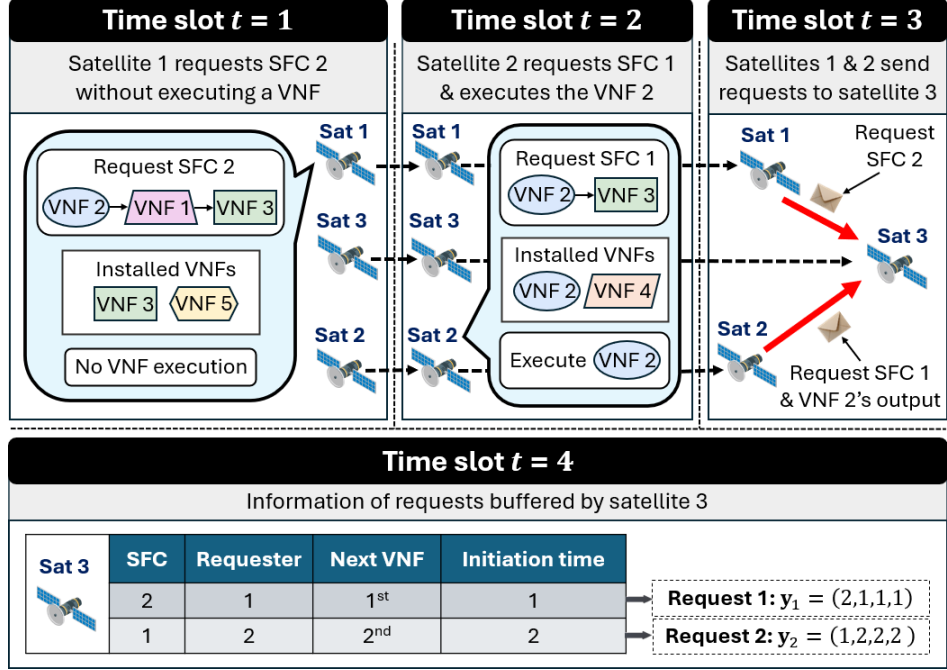 Time slot t = 1
Satellite 1 requests SFC 2
without executing a VNF
Sat 1
Request SFC 2
VNF 2
VNF 1
VNF 3
Sat 3
Installed VNFs
VNF 3
VNF 5
Sat 2
No VNF execution
Time slot t = 2
Satellite 2 requests SFC 1
& executes the VNF 2
Sat 1
Request SFC 1
VNF 2
VNF 3
Sat 3
Installed VNFs
VNF 2
VNF 4
Sat 2
Execute
VNF 2
Time slot t = 3
Satellites 1 & 2 send
requests to satellite 3
Sat 1
Request
SFC 2
Sat 3
Sat 2
Request SFC 1
& VNF 2's output
Time slot t = 4
Information of requests buffered by satellite 3
Sat 3
SFC Requester Next VNF Initiation time
2 1 1st 1
Request 1: y₁ = (2,1,1,1)
1 2 2nd 2
Request 2: y₂ = (1,2,2,2 )